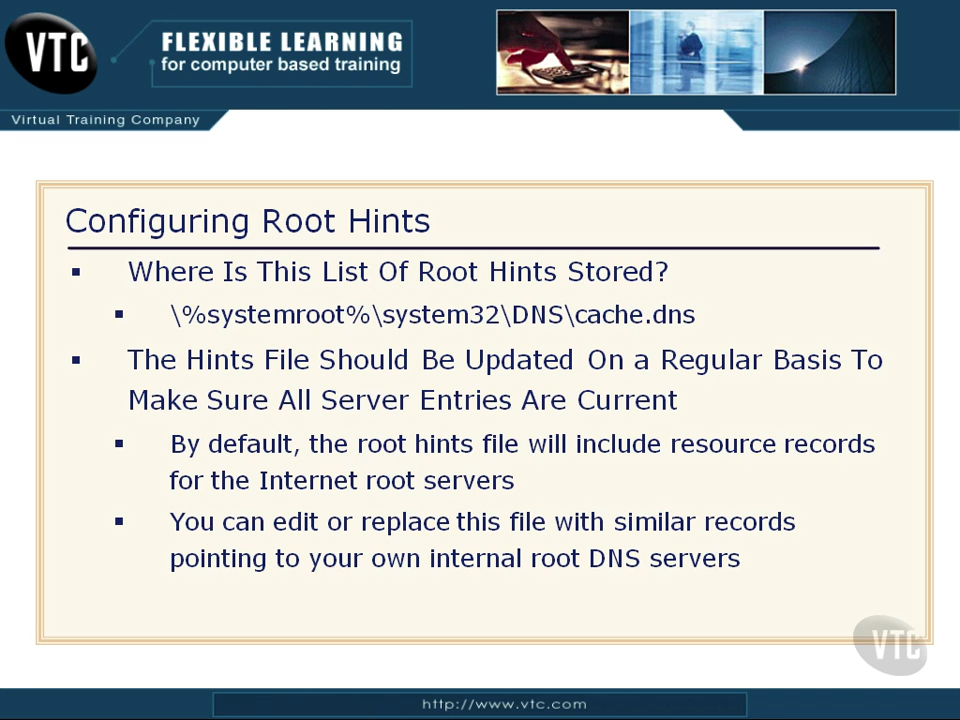 VTC
FLEXIBLE LEARNING
for computer based training
Virtual Training Company
Configuring Root Hints
▪ Where Is This List Of Root Hints Stored?
▪ \%systemroot%\system32\DNS\cache.dns
▪ The Hints File Should Be Updated On a Regular Basis To
Make Sure All Server Entries Are Current
▪ By default, the root hints file will include resource records
for the Internet root servers
▪ You can edit or replace this file with similar records
pointing to your own internal root DNS servers
VTC
http://www.vtc.com